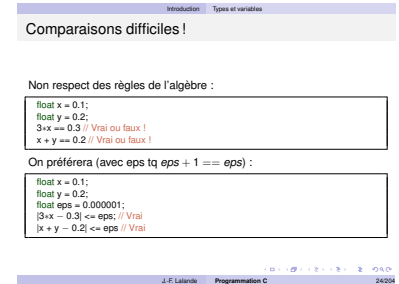 Introduction Types et variables
Comparaisons difficiles !
Non respect des règles de l'algèbre :
float x = 0.1;
float y = 0.2;
3*x == 0.3 // Vrai ou faux !
x + y == 0.2 // Vrai ou faux !
On préférera (avec eps tq eps + 1 == eps) :
float x = 0.1;
float y = 0.2;
float eps = 0.000001;
|3*x − 0.3| <= eps; // Vrai
|x + y − 0.2| <= eps // Vrai
J.-F. Lalande Programmation C 24/204